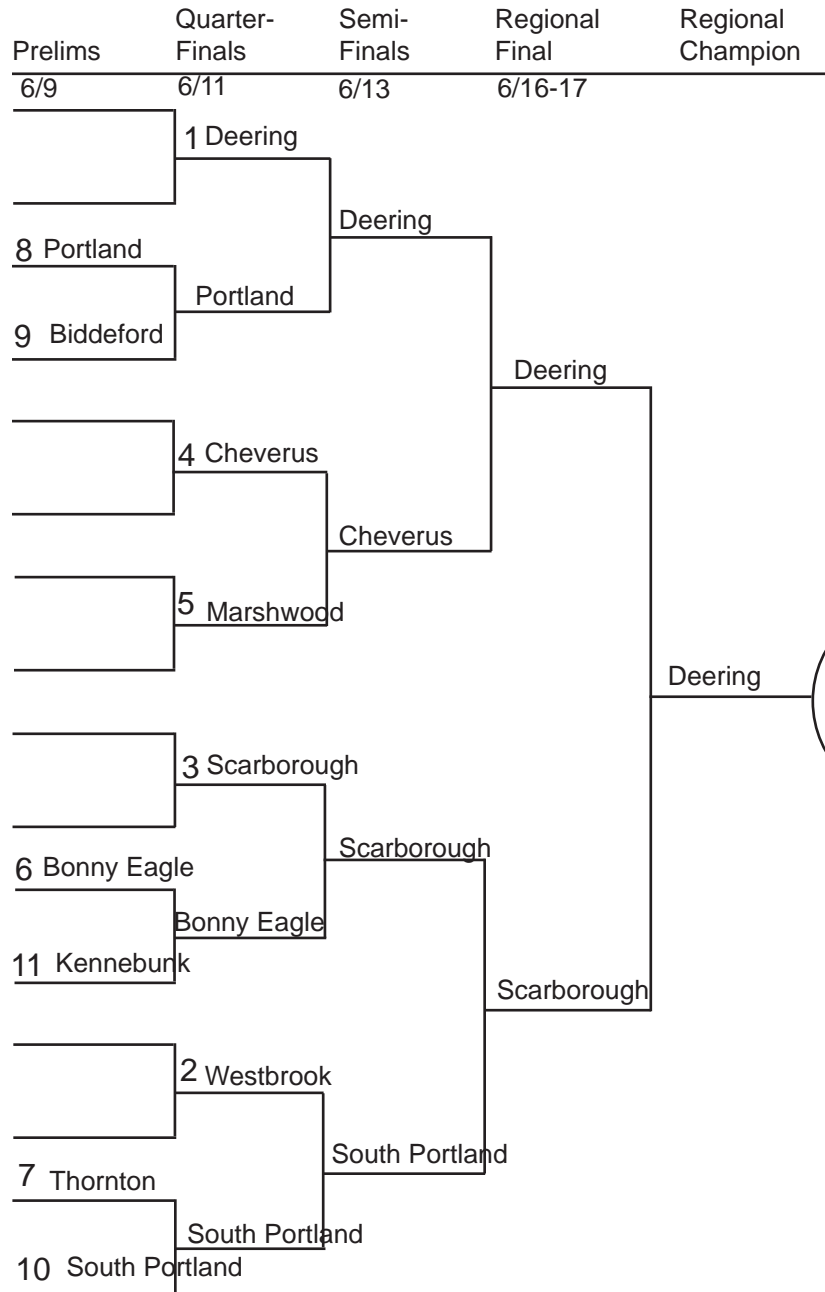 Prelims
Quarter-
Finals
Semi-
Finals
Regional
Final
Regional
Champion
6/9
6/11
6/13
6/16-17
1 Deering
Deering
8 Portland
Portland
9 Biddeford
Deering
4 Cheverus
Cheverus
5 Marshwood
Deering
3 Scarborough
Scarborough
6 Bonny Eagle
Bonny Eagle
11 Kennebunk
Scarborough
2 Westbrook
South Portland
7 Thornton
South Portland
10 South Portland